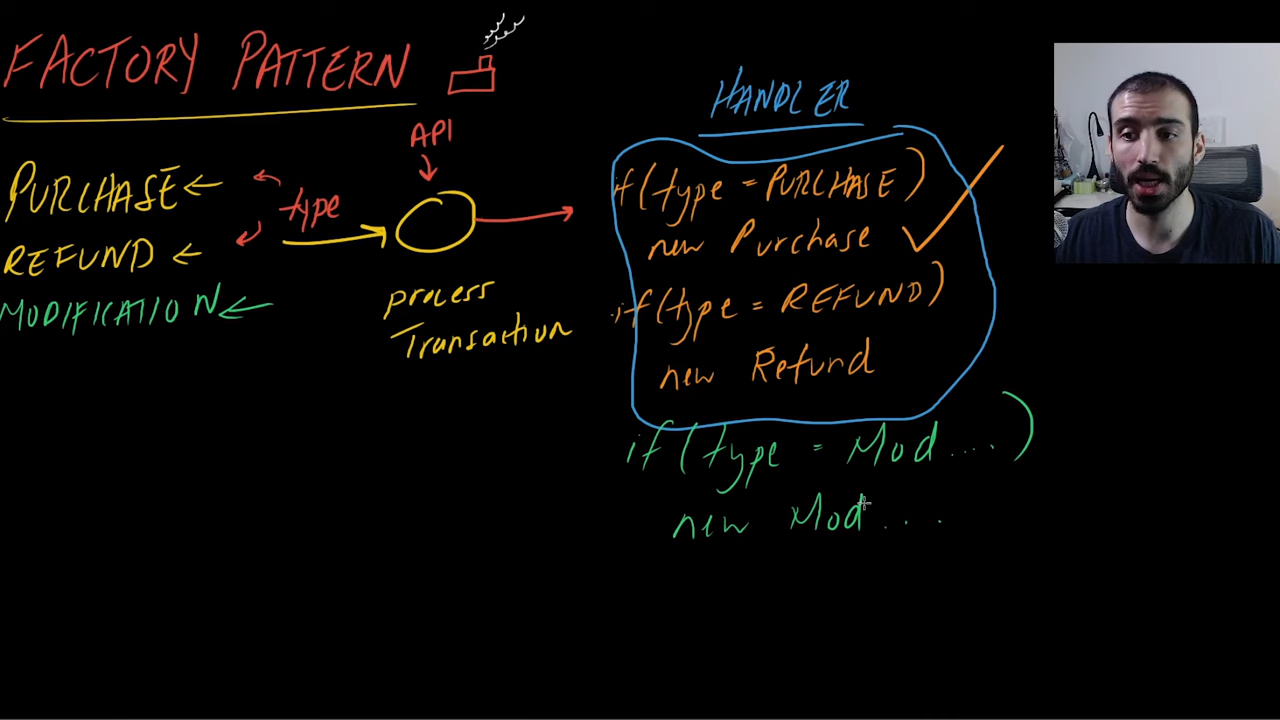 FACTORY PATTERN
API
PURCHASE ←
type
REFUND ←
MODIFICATION ←
Process
Transaction
HANDLER
if(type = PURCHASE)
new Purchase
if(type = REFUND)
new Refund
if(type = Mod....)
new Mod...